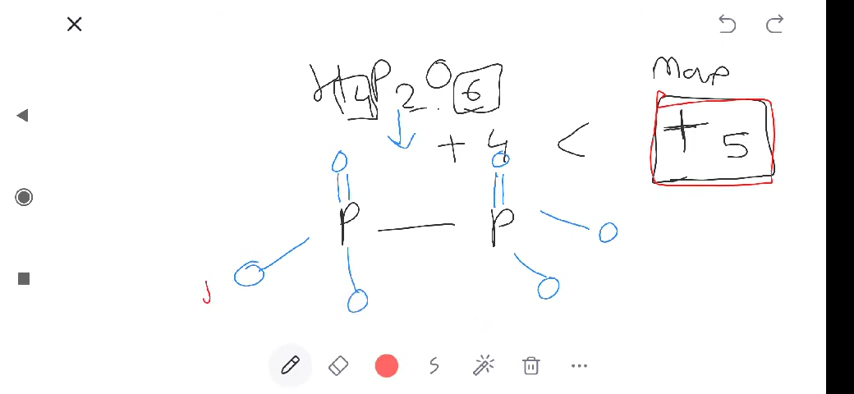 H4P2O6
Max
+4 < +5
O O
P P O
O O O